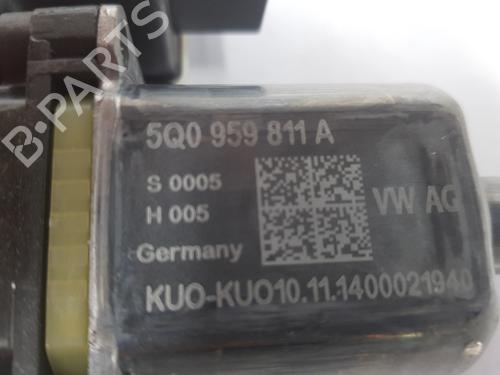 B-PARTS
5Q0 959 811 A
S 0005
H 005
VW AG
Germany
KUO-KUO10.11.1400021940